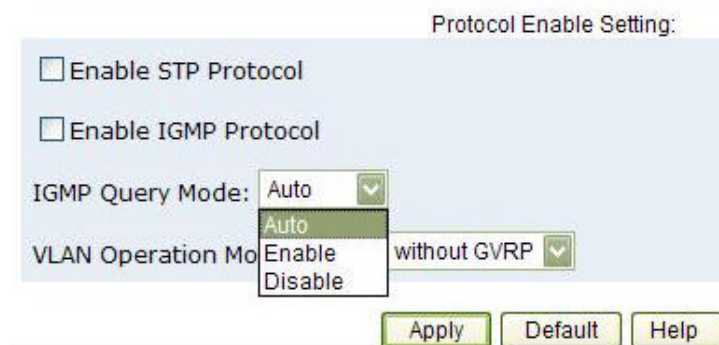 Protocol Enable Setting:
Enable STP Protocol
Enable IGMP Protocol
IGMP Query Mode: Auto
Auto
VLAN Operation Mo
Enable
without GVRP
Disable
Apply Default Help